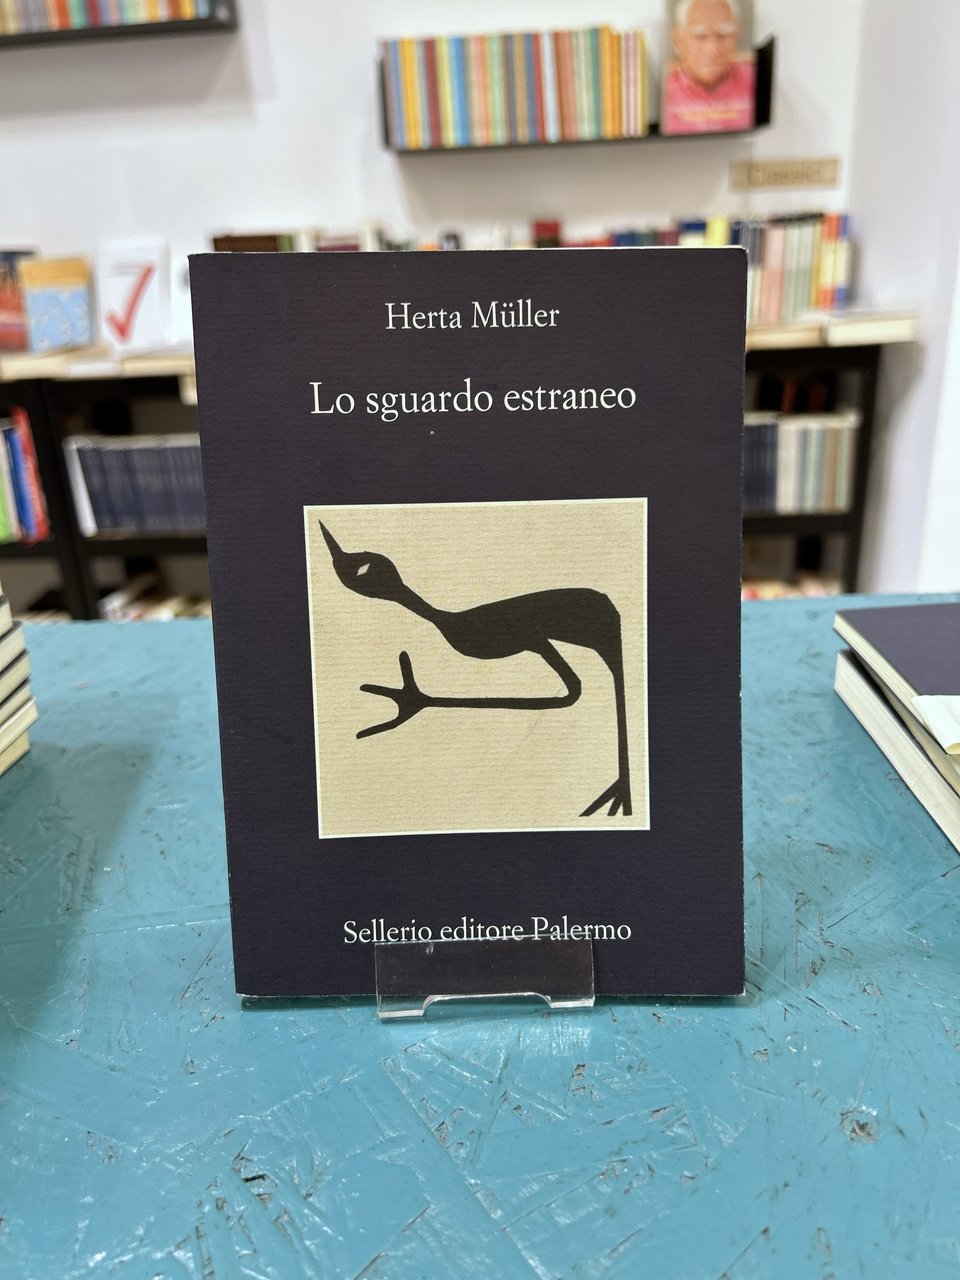 Herta Müller
Lo sguardo estraneo
Sellerio editore Palermo